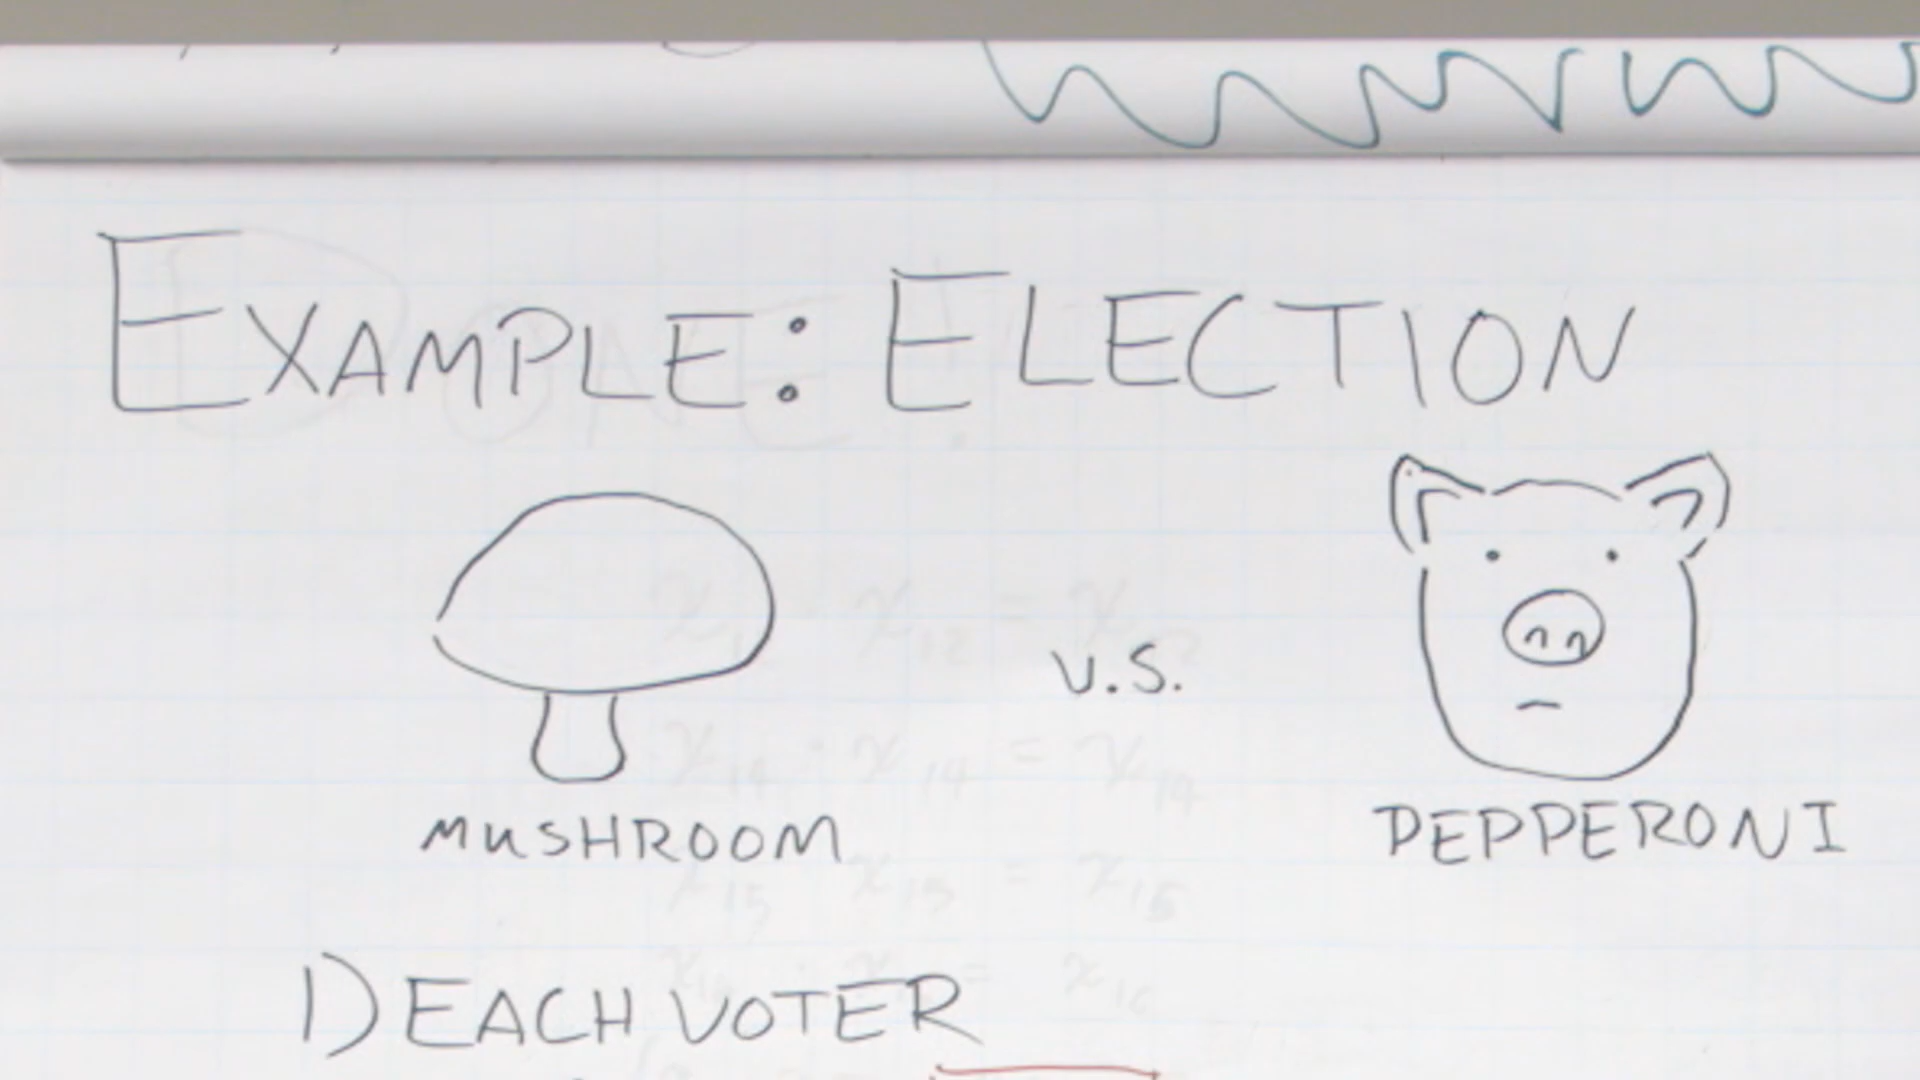 EXAMPLE: ELECTION
V.S.
MUSHROOM
PEPPERONI
1) EACH VOTER